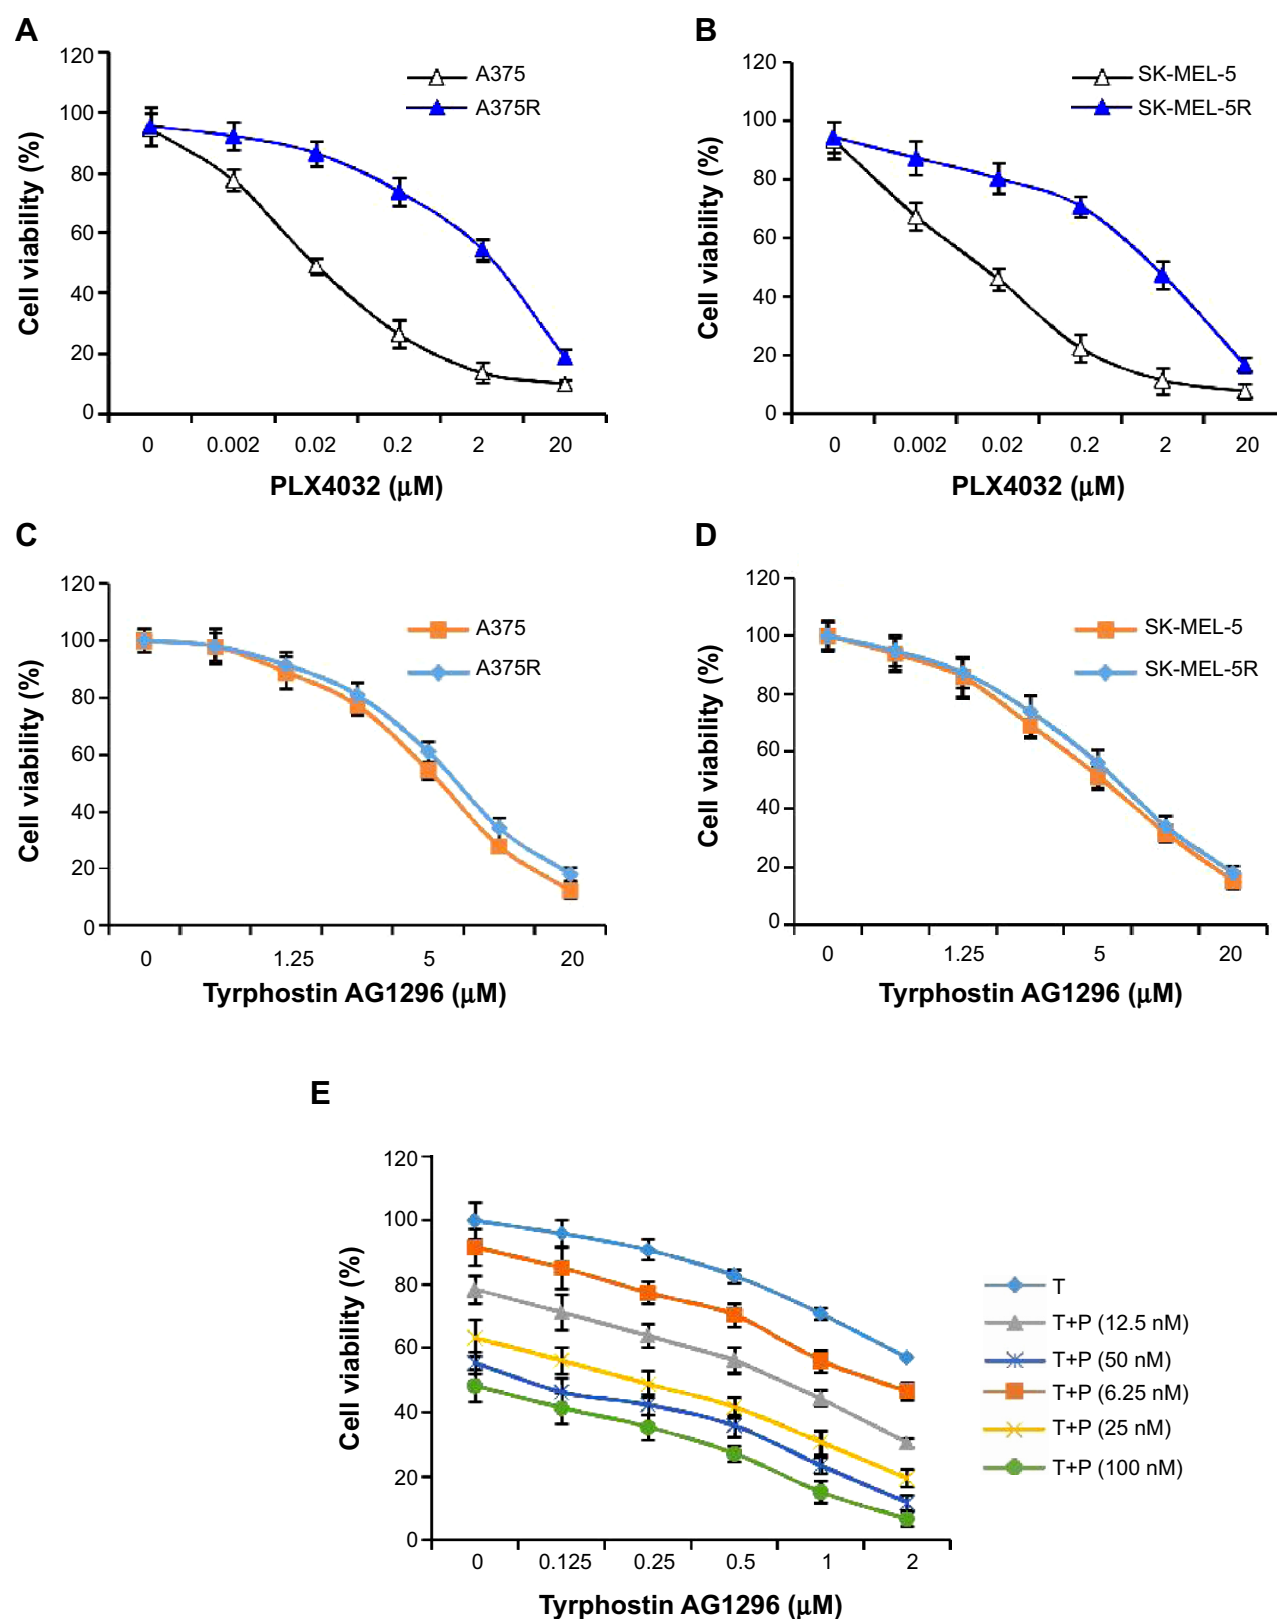 A
Cell viability (%)
120
100
80
60
40
20
0
A375
A375R
0 0.002 0.02 0.2 2 20
PLX4032 (μM)
B
Cell viability (%)
120
100
80
60
40
20
0
SK-MEL-5
SK-MEL-5R
0 0.002 0.02 0.2 2 20
PLX4032 (μM)
C
Cell viability (%)
120
100
80
60
40
20
0
A375
A375R
0 1.25 5 20
Tyrphostin AG1296 (μM)
D
Cell viability (%)
120
100
80
60
40
20
0
SK-MEL-5
SK-MEL-5R
0 1.25 5 20
Tyrphostin AG1296 (μM)
E
Cell viability (%)
120
100
80
60
40
20
0
T
T+P (12.5 nM)
T+P (50 nM)
T+P (6.25 nM)
T+P (25 nM)
T+P (100 nM)
0 0.125 0.25 0.5 1 2
Tyrphostin AG1296 (μM)